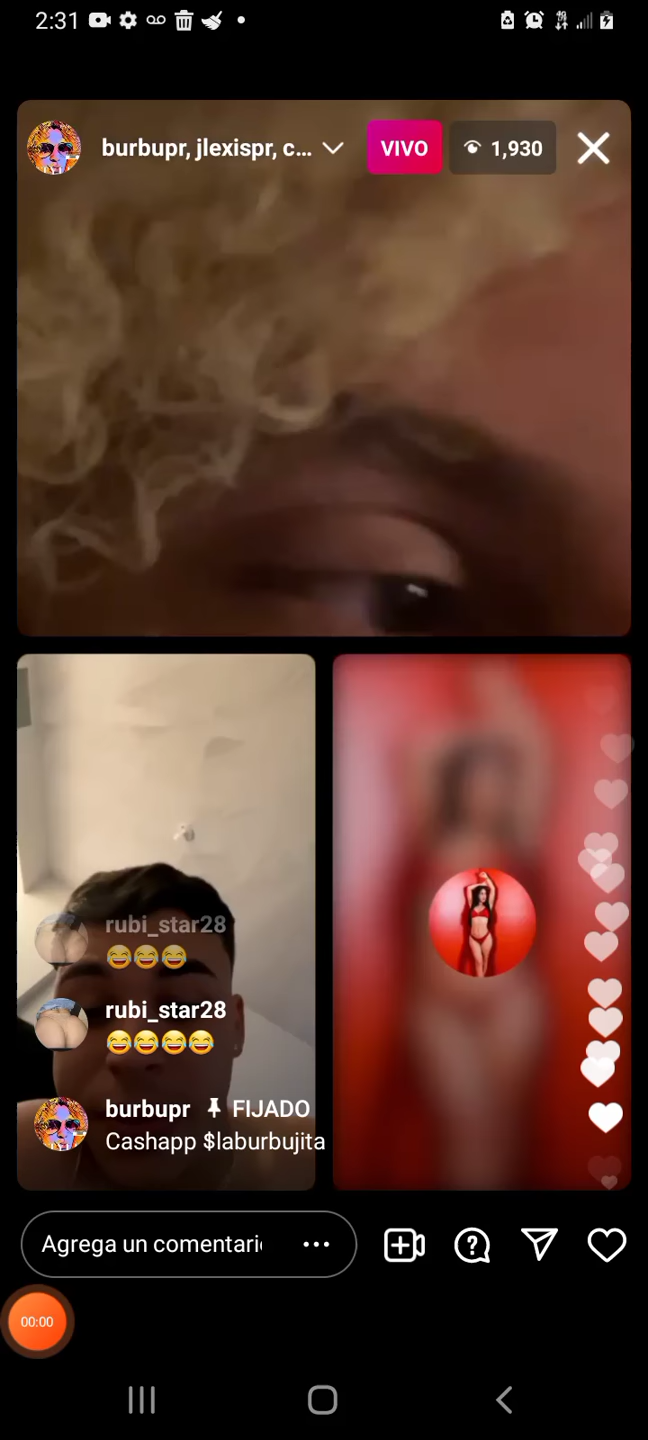 2:31
burbupr, jlexispr, c...
VIVO
1,930
rubi_star28
😂😂😂
rubi_star28
😂😂😂😂
burbupr 📌 FIJADO
Cashapp $laburbujita
Agrega un comentari
00:00